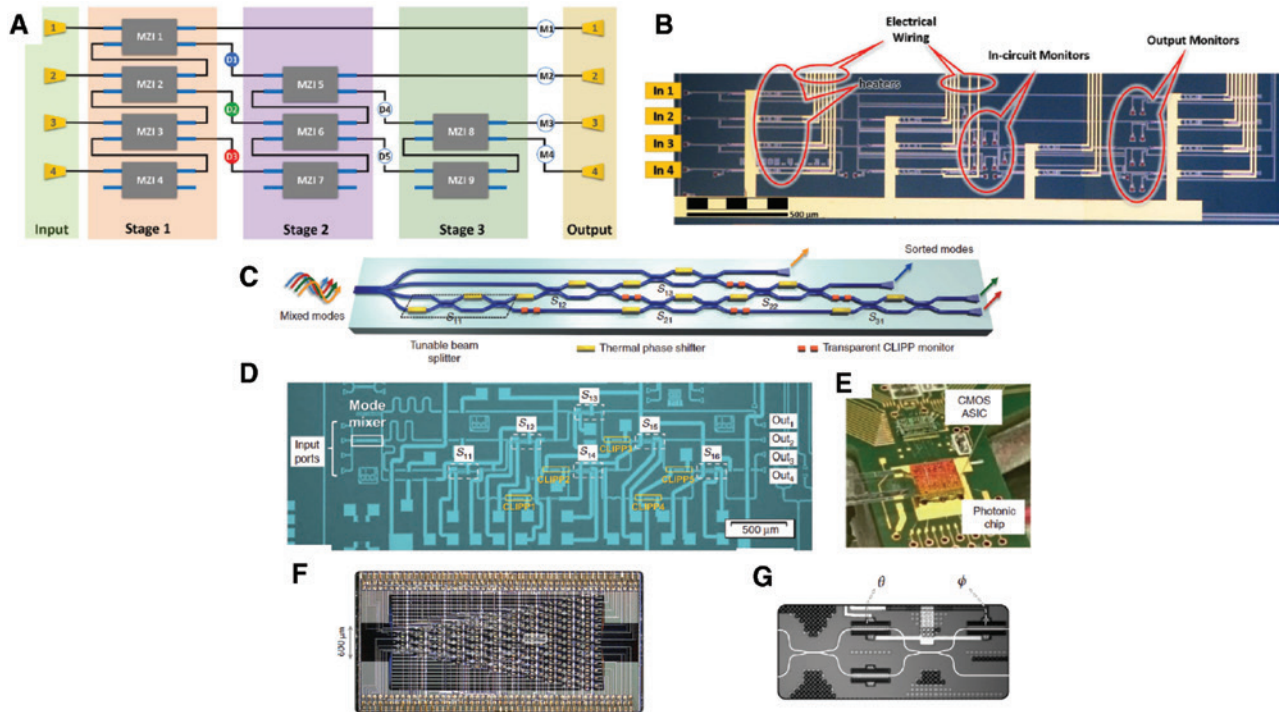 A
1
2
3
4
MZI 1
MZI 2
MZI 3
MZI 4
D1
D2
D3
MZI 5
MZI 6
MZI 7
D4
D5
MZI 8
MZI 9
M1
M2
M3
M4
1
2
3
4
Input
Stage 1
Stage 2
Stage 3
Output
B
Electrical
Wiring
In-circuit Monitors
Output Monitors
heaters
In 1
In 2
In 3
In 4
500 μm
C
Sorted modes
Mixed modes
S11
S12
S13
S21
S22
S31
Tunable beam
splitter
Thermal phase shifter
Transparent CLIPP monitor
D
Mode
mixer
Input
ports
S11
S12
S13
S14
S15
S16
CLIPP1
CLIPP2
CLIPP3
CLIPP4
CLIPP5
Out1
Out2
Out3
Out4
500 μm
E
CMOS
ASIC
Photonic
chip
F
600 μm
G
θ
ϕ